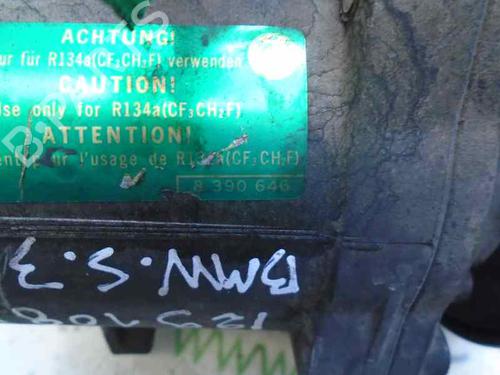 ACHTUNG!
ur für R134a(CF₃CH₂F) verwenden
CAUTION!
se only for R134a(CF₃CH₂F)
ATTENTION!
l'usage de R134a(CF₃CH₂F)
8 390 646
BMW.S.3